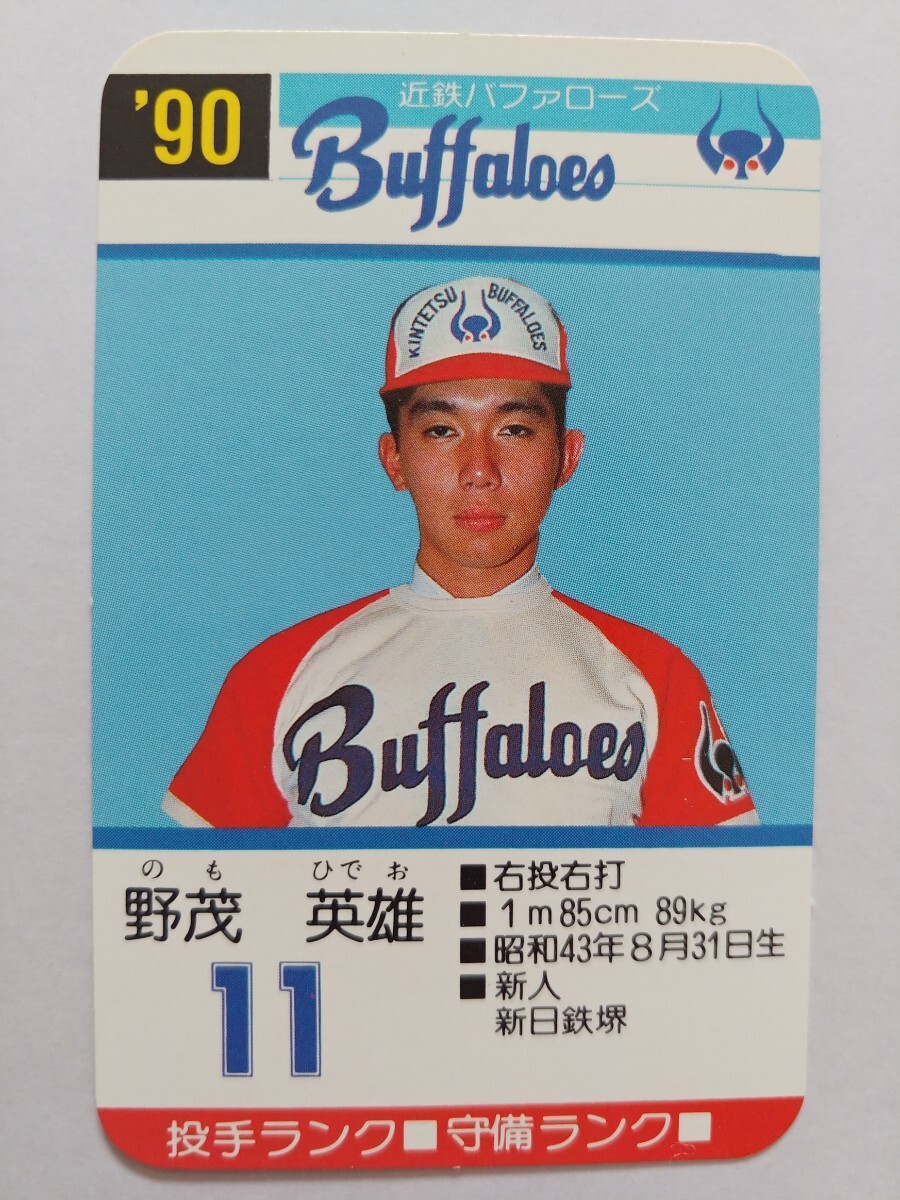 '90
近鉄バファローズ
Buffaloes
KINTETSU BUFFALOES
Buffaloes
のも ひでお
野茂 英雄
11
■右投右打
■1m85cm 89kg
■昭和43年8月31日生
■新人
新日鉄堺
投手ランク□ 守備ランク□